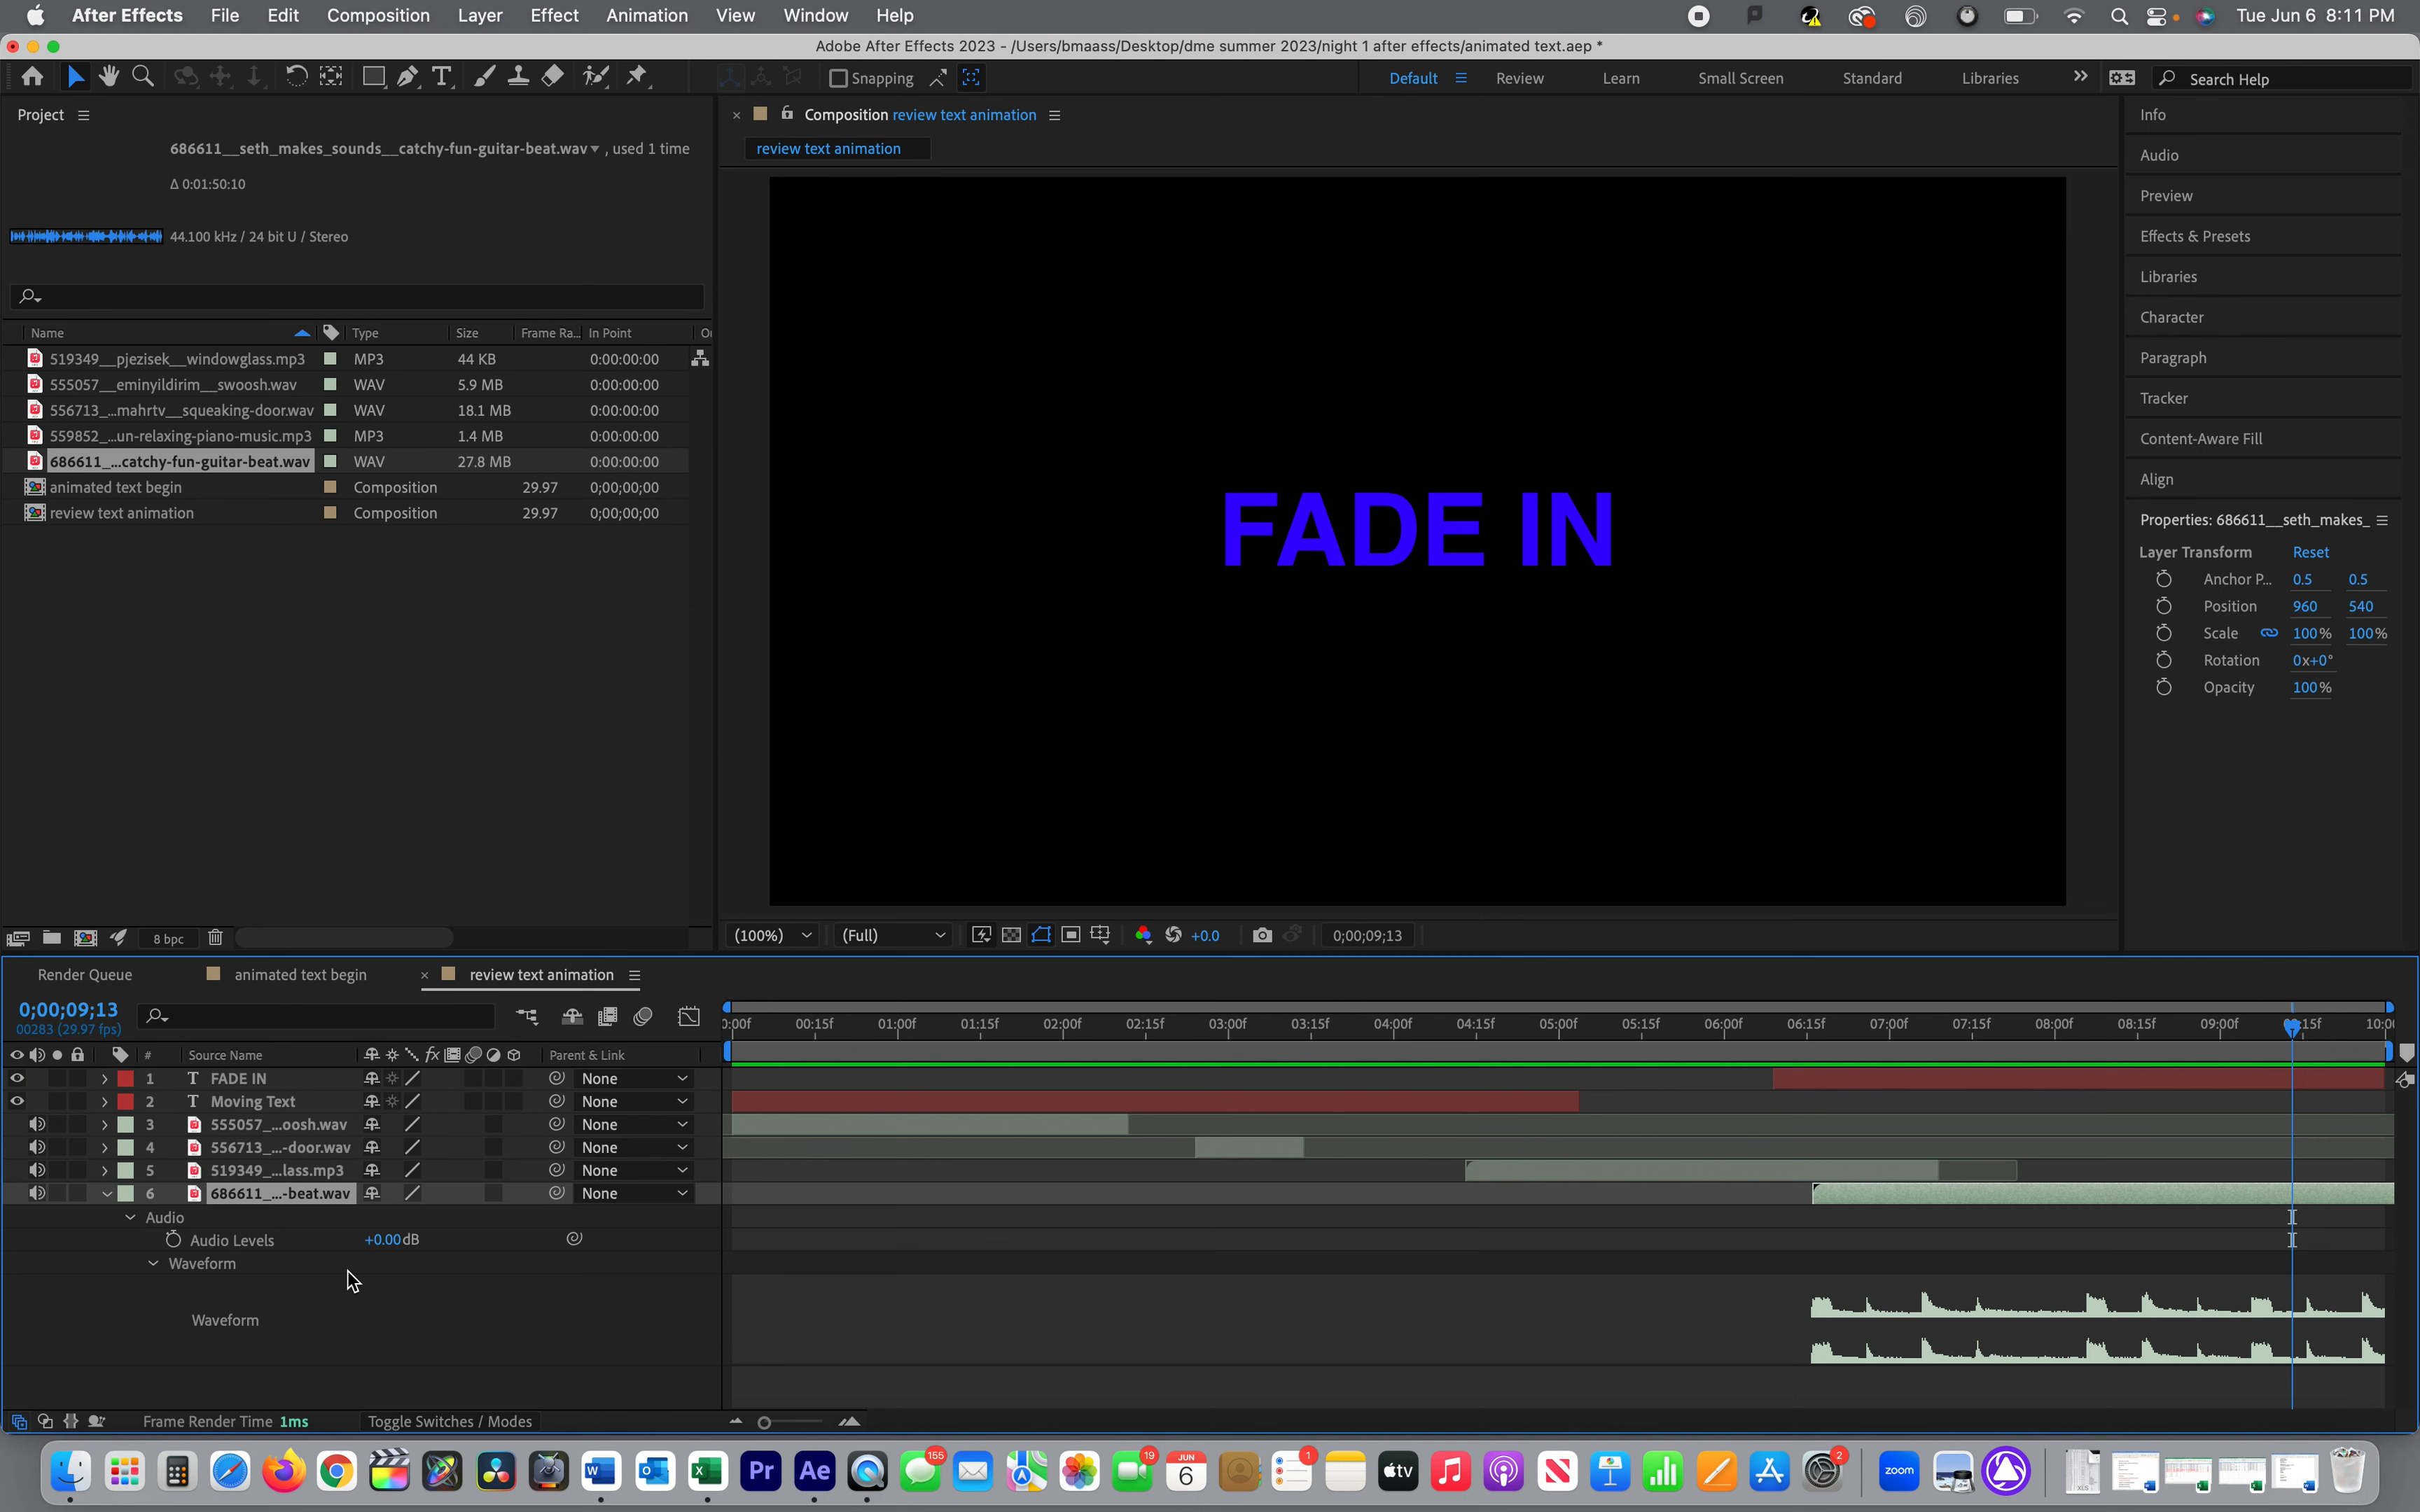 After Effects File Edit Composition Layer Effect Animation View Window Help Tue Jun 6 8:11 PM
Adobe After Effects 2023 - /Users/bmaass/Desktop/dme summer 2023/night 1 after effects/animated text.aep *
Snapping Default Review Learn Small Screen Standard Libraries Search Help
Project
686611__seth_makes_sounds__catchy-fun-guitar-beat.wav , used 1 time
Δ 0:01:50:10
44.100 kHz / 24 bit U / Stereo
Name Type Size Frame Ra... In Point
519349__pjezisek__windowglass.mp3 MP3 44 KB 0:00:00:00
555057__eminyildirim__swoosh.wav WAV 5.9 MB 0:00:00:00
556713_...mahrtv__squeaking-door.wav WAV 18.1 MB 0:00:00:00
559852_...un-relaxing-piano-music.mp3 MP3 1.4 MB 0:00:00:00
686611_...catchy-fun-guitar-beat.wav WAV 27.8 MB 0:00:00:00
animated text begin Composition 29.97 0;00;00;00
review text animation Composition 29.97 0;00;00;00
8 bpc
Composition review text animation
review text animation
FADE IN
(100%) (Full) +0.0 0;00;09;13
Info
Audio
Preview
Effects & Presets
Libraries
Character
Paragraph
Tracker
Content-Aware Fill
Align
Properties: 686611__seth_makes_
Layer Transform Reset
Anchor P... 0.5 0.5
Position 960 540
Scale 100% 100%
Rotation 0x+0°
Opacity 100%
Render Queue animated text begin review text animation
0;00;09;13
00283 (29.97 fps)
00:15f 01:00f 01:15f 02:00f 02:15f 03:00f 03:15f 04:00f 04:15f 05:00f 05:15f 06:00f 06:15f 07:00f 07:15f 08:00f 08:15f 09:00f
# Source Name Parent & Link
1 T FADE IN None
2 T Moving Text None
3 555057_...oosh.wav None
4 556713_...-door.wav None
5 519349_...lass.mp3 None
6 686611_...-beat.wav None
Audio
Audio Levels +0.00dB
Waveform
Waveform
Frame Render Time 1ms Toggle Switches / Modes
155 19 JUN 6 1 tv 2 Pr Ae zoom